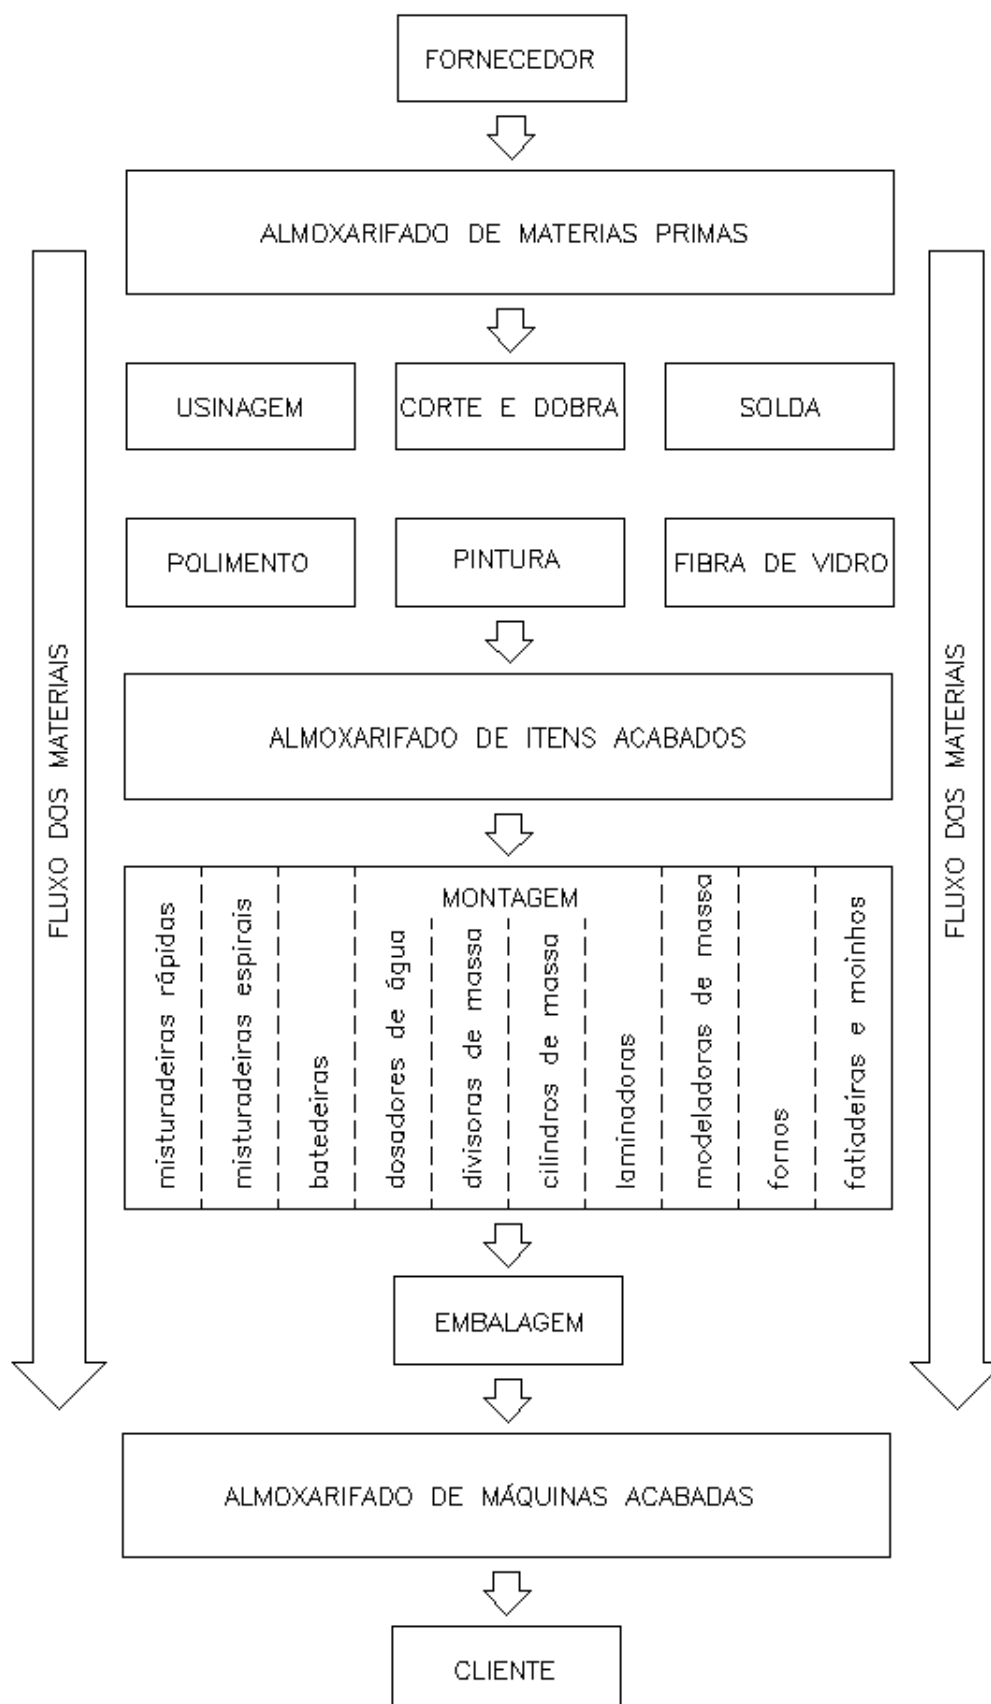 FORNECEDOR
ALMOXARIFADO DE MATERIAS PRIMAS
USINAGEM
CORTE E DOBRA
SOLDA
POLIMENTO
PINTURA
FIBRA DE VIDRO
FLUXO DOS MATERIAIS
FLUXO DOS MATERIAIS
ALMOXARIFADO DE ITENS ACABADOS
MONTAGEM
misturadeiras rápidas
misturadeiras espirais
batedeiras
dosadores de água
divisoras de massa
cilindros de massa
laminadoras
modeladoras de massa
fornos
fatiadeiras e moinhos
EMBALAGEM
ALMOXARIFADO DE MÁQUINAS ACABADAS
CLIENTE